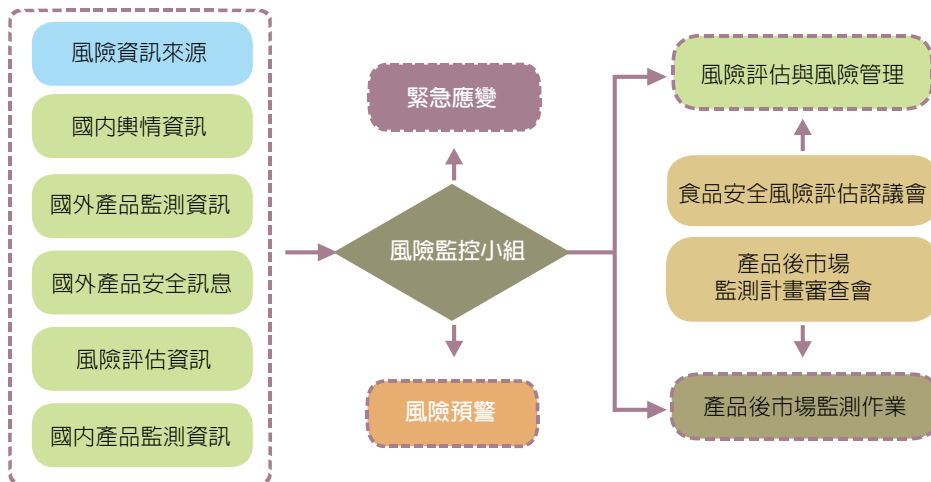 風險資訊來源
國內輿情資訊
國外產品監測資訊
國外產品安全訊息
風險評估資訊
國內產品監測資訊
緊急應變
風險監控小組
風險預警
風險評估與風險管理
食品安全風險評估諮議會
產品後市場
監測計畫審查會
產品後市場監測作業